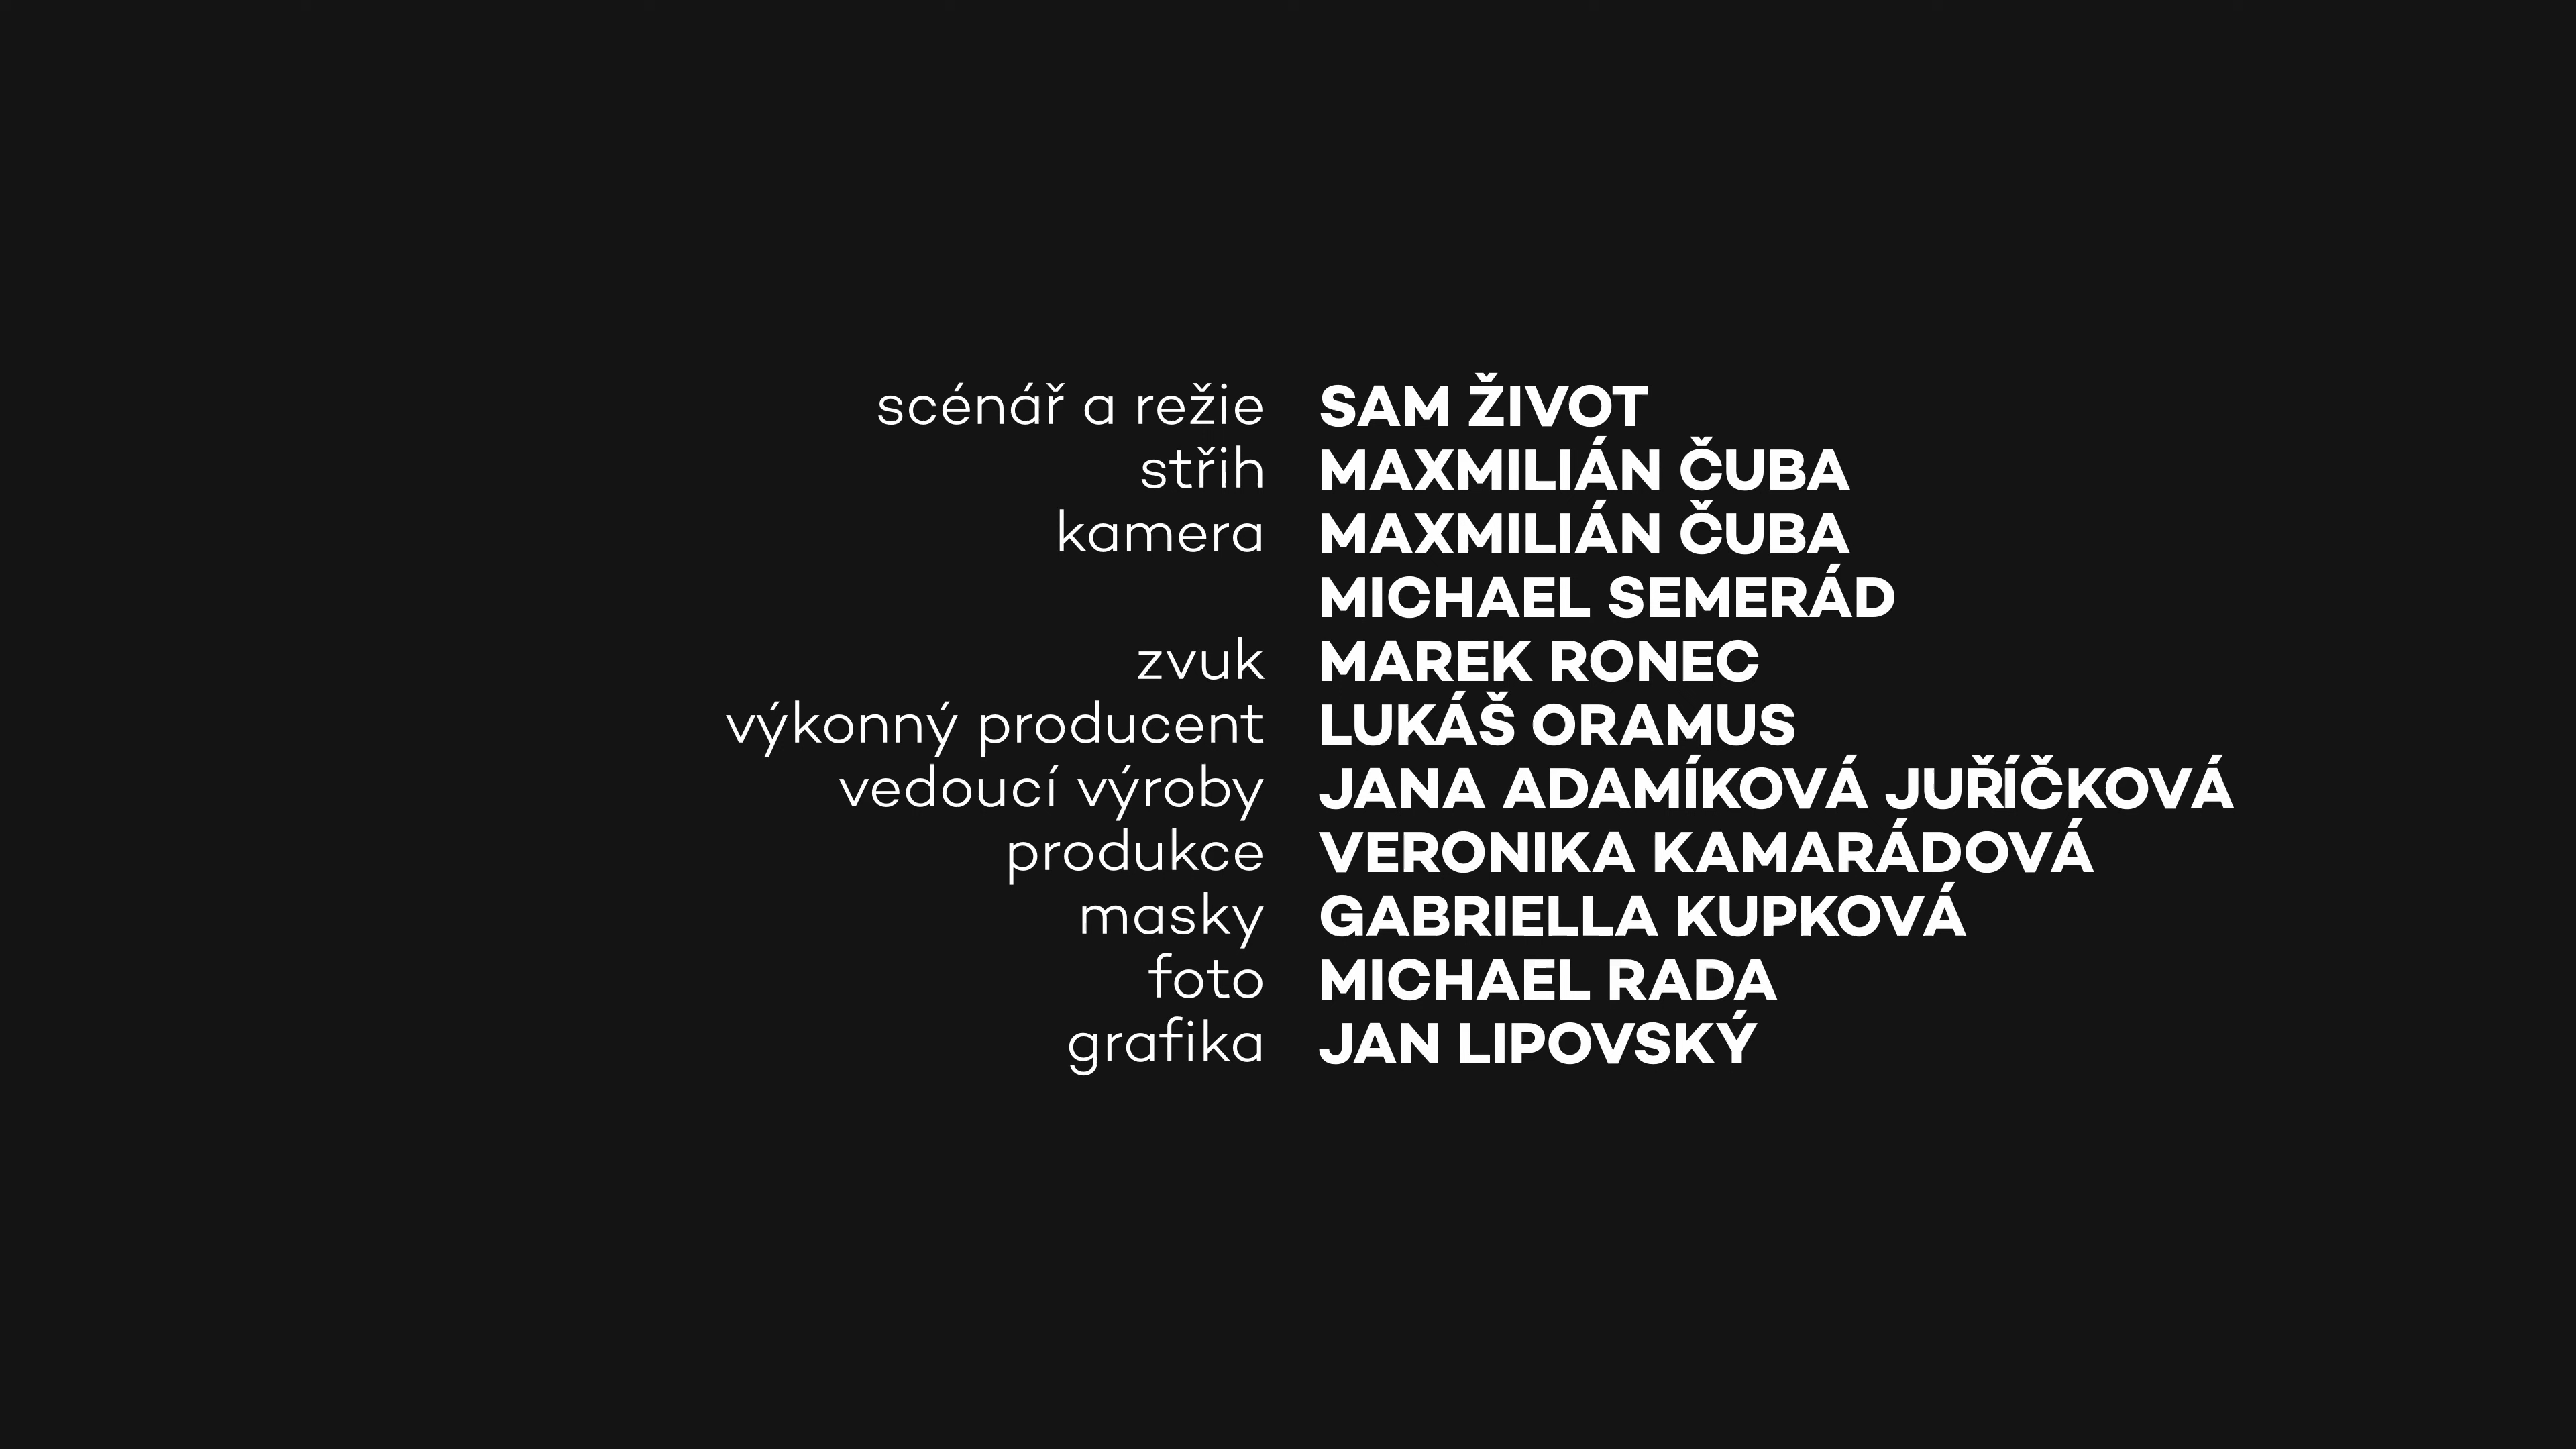 scénář a režie SAM ŽIVOT
střih MAXMILIÁN ČUBA
kamera MAXMILIÁN ČUBA
MICHAEL SEMERÁD
zvuk MAREK RONEC
výkonný producent LUKÁŠ ORAMUS
vedoucí výroby JANA ADAMÍKOVÁ JUŘÍČKOVÁ
produkce VERONIKA KAMARÁDOVÁ
masky GABRIELLA KUPKOVÁ
foto MICHAEL RADA
grafika JAN LIPOVSKÝ